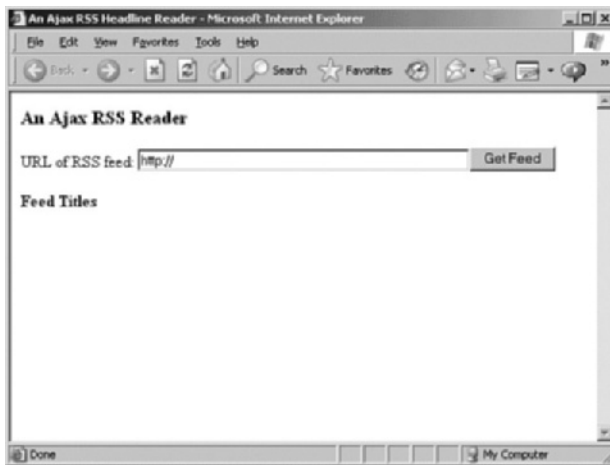 An Ajax RSS Headline Reader - Microsoft Internet Explorer
File Edit View Favorites Tools Help
Back Search Favorites »
An Ajax RSS Reader
URL of RSS feed: http:// Get Feed
Feed Titles
Done My Computer